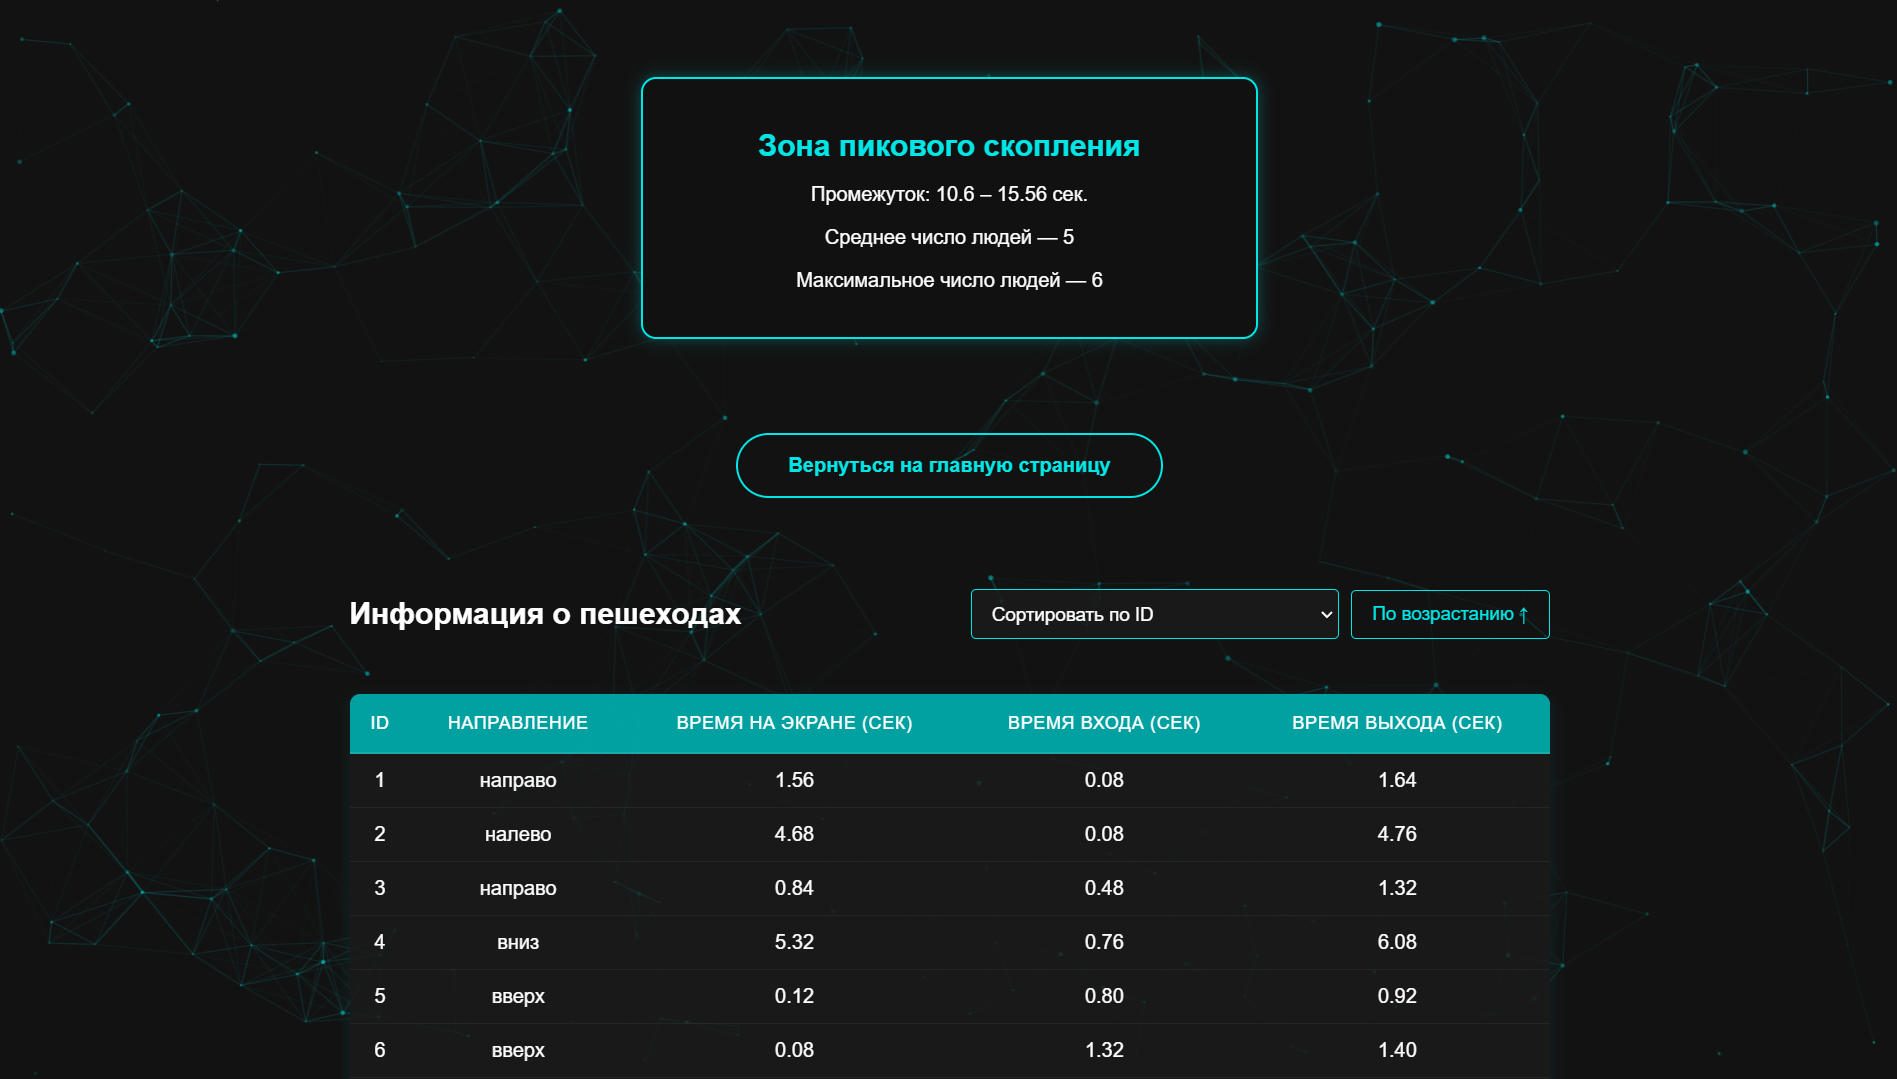 Зона пикового скопления
Промежуток: 10.6 – 15.56 сек.
Среднее число людей — 5
Максимальное число людей — 6
Вернуться на главную страницу
Информация о пешеходах
Сортировать по ID
По возрастанию ↑
ID НАПРАВЛЕНИЕ ВРЕМЯ НА ЭКРАНЕ (СЕК) ВРЕМЯ ВХОДА (СЕК) ВРЕМЯ ВЫХОДА (СЕК)
1 направо 1.56 0.08 1.64
2 налево 4.68 0.08 4.76
3 направо 0.84 0.48 1.32
4 вниз 5.32 0.76 6.08
5 вверх 0.12 0.80 0.92
6 вверх 0.08 1.32 1.40